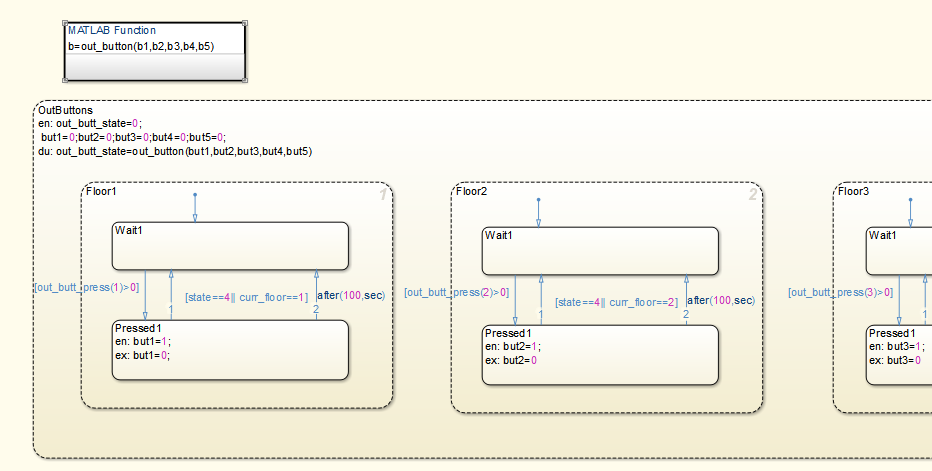 MATLAB Function
b=out_button(b1,b2,b3,b4,b5)
OutButtons
en: out_butt_state=0;
but1=0;but2=0;but3=0;but4=0;but5=0;
du: out_butt_state=out_button(but1,but2,but3,but4,but5)
Floor1
1
Wait1
[out_butt_press(1)>0]
1
[state==4|| curr_floor==1]
after(100,sec)
2
Pressed1
en: but1=1;
ex: but1=0;
Floor2
2
Wait1
[out_butt_press(2)>0]
1
[state==4|| curr_floor==2]
after(100,sec)
2
Pressed1
en: but2=1;
ex: but2=0
Floor3
Wait1
[out_butt_press(3)>0]
1
Pressed1
en: but3=1;
ex: but3=0